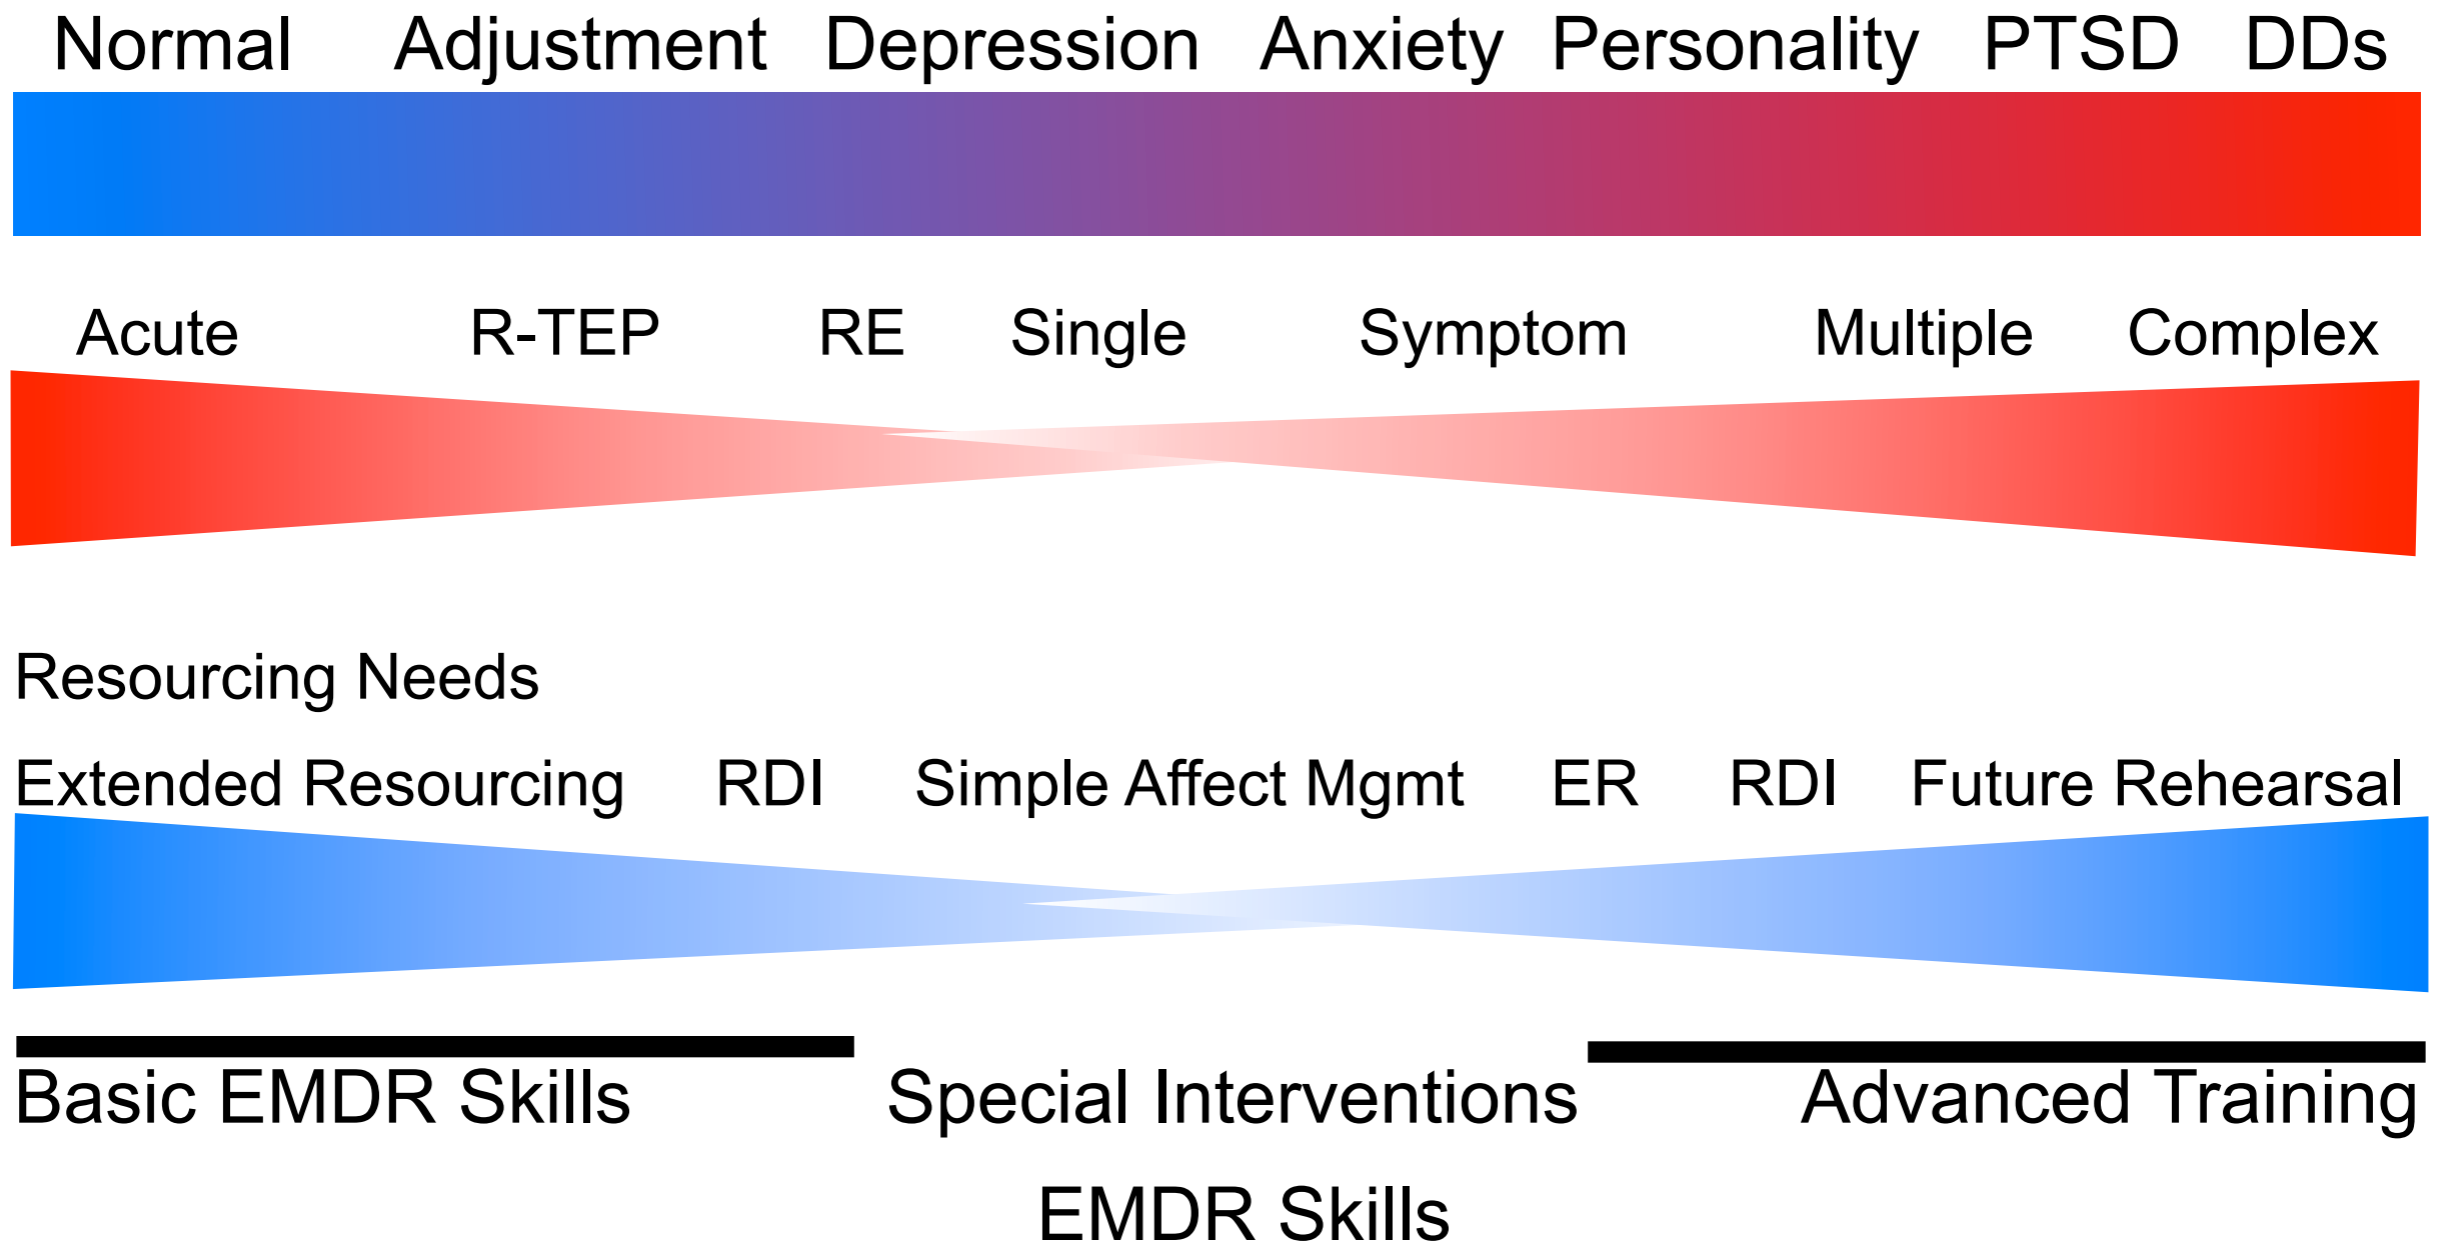 Normal Adjustment Depression Anxiety Personality PTSD DDs
Acute R-TEP RE Single Symptom Multiple Complex
Resourcing Needs
Extended Resourcing RDI Simple Affect Mgmt ER RDI Future Rehearsal
Basic EMDR Skills Special Interventions Advanced Training
EMDR Skills